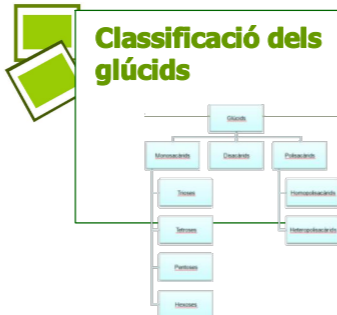 Classificació dels
glúcids
Glúcids
Monosacàrids
Disacàrids
Polisacàrids
Trioses
Homopolisacàrids
Tetroses
Heteropolisacàrids
Pentoses
Hexoses